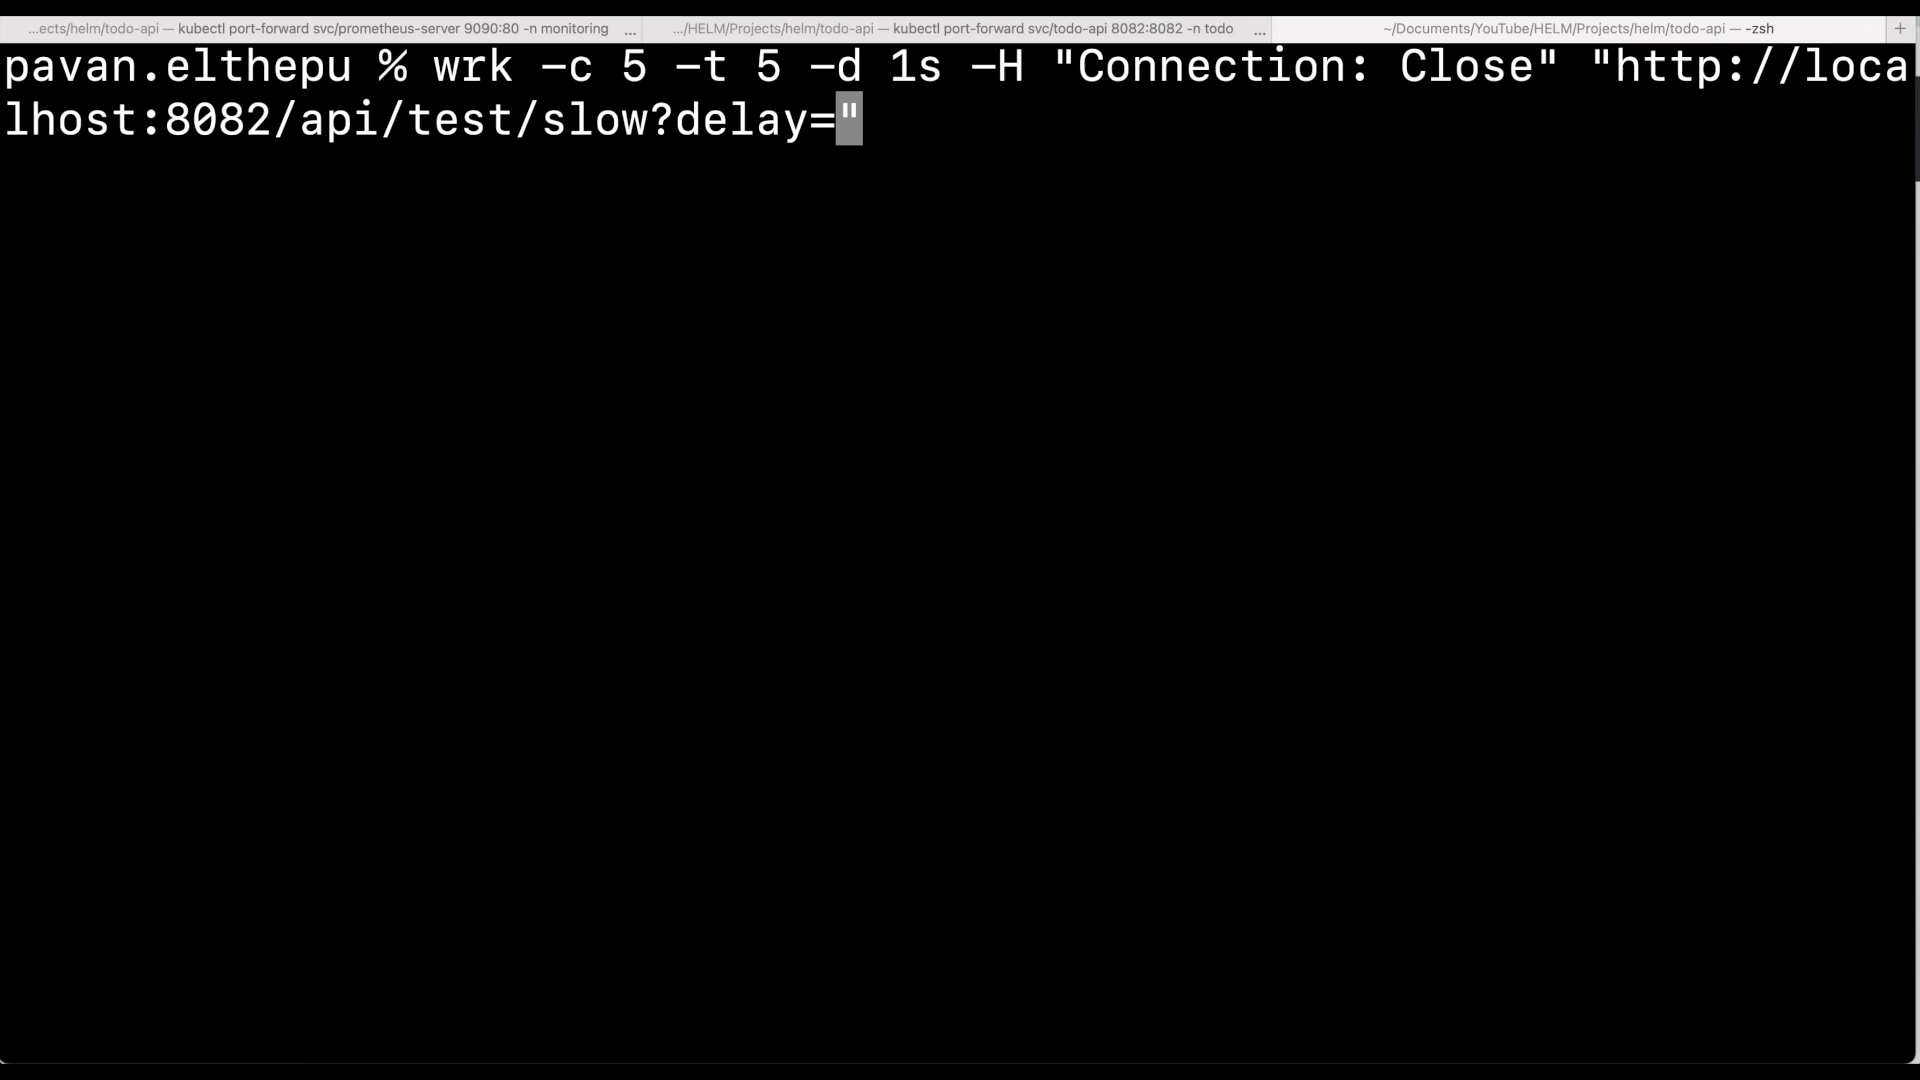 ...ects/helm/todo-api — kubectl port-forward svc/prometheus-server 9090:80 -n monitoring ... .../HELM/Projects/helm/todo-api — kubectl port-forward svc/todo-api 8082:8082 -n todo ... ~/Documents/YouTube/HELM/Projects/helm/todo-api — -zsh +
pavan.elthepu % wrk -c 5 -t 5 -d 1s -H "Connection: Close" "http://loca
lhost:8082/api/test/slow?delay="